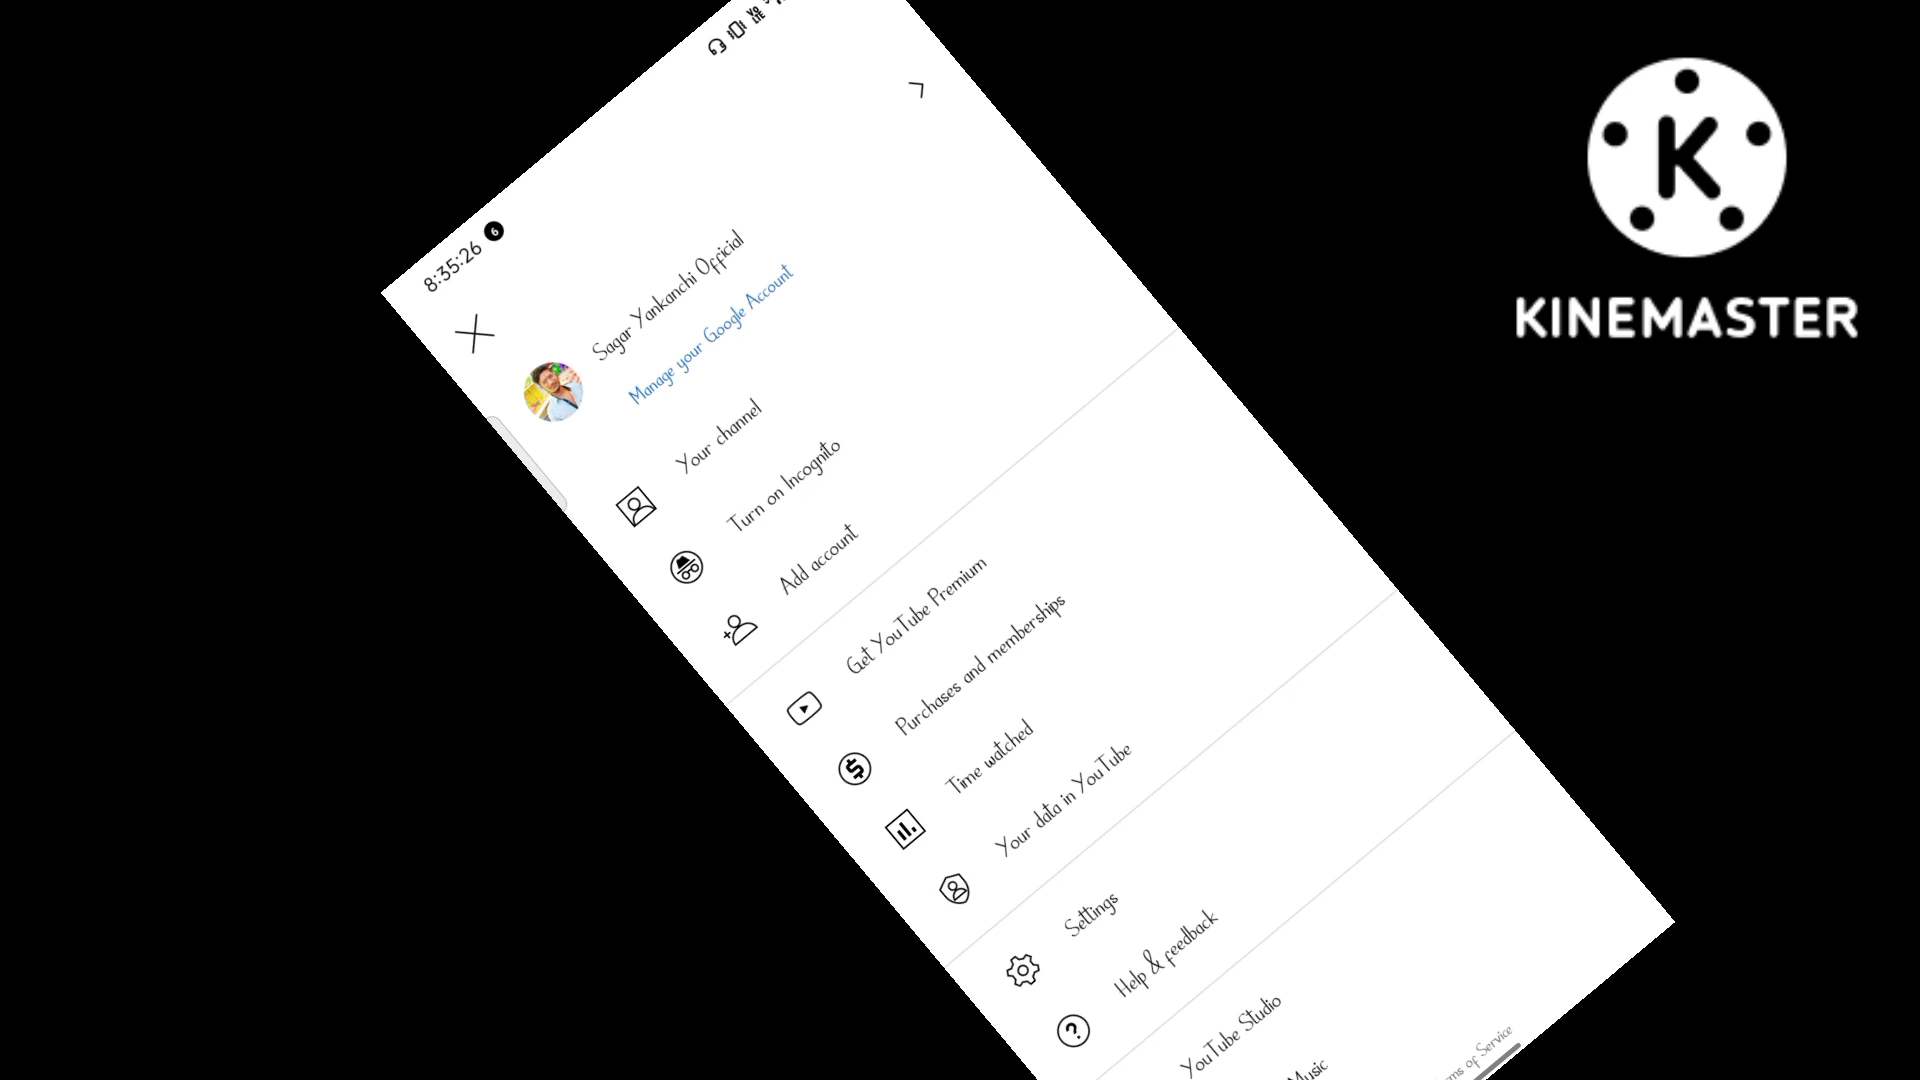 8:35:26 6
Sagar Yankanchi Official
Manage your Google Account
Your channel
Turn on Incognito
Add account
Get YouTube Premium
Purchases and memberships
Time watched
Your data in YouTube
Settings
Help & feedback
YouTube Studio
Music
of Service
K
KINEMASTER